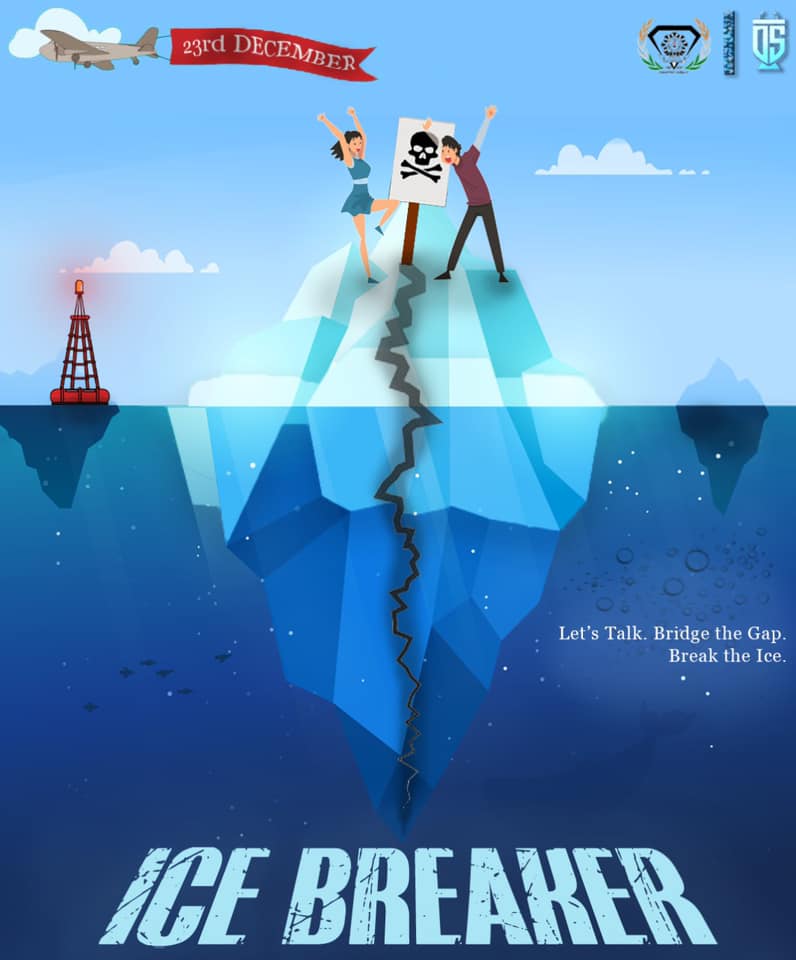 23rd DECEMBER
Let's Talk. Bridge the Gap.
Break the Ice.
ICE BREAKER